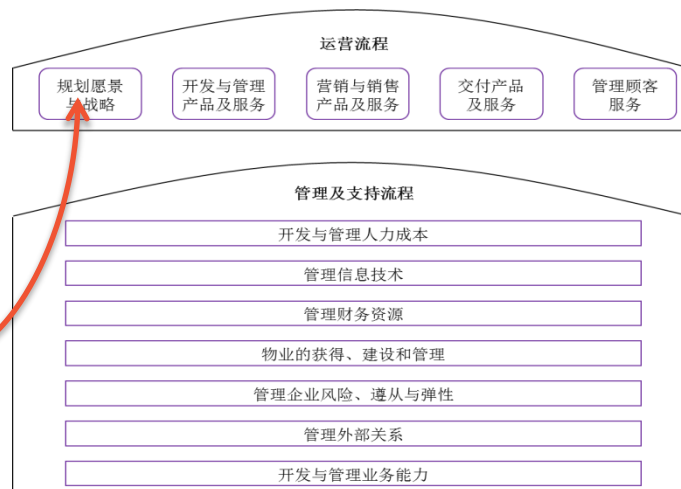 运营流程
规划愿景
与战略
开发与管理
产品及服务
营销与销售
产品及服务
交付产品
及服务
管理顾客
服务
管理及支持流程
开发与管理人力成本
管理信息技术
管理财务资源
物业的获得、建设和管理
管理企业风险、遵从与弹性
管理外部关系
开发与管理业务能力